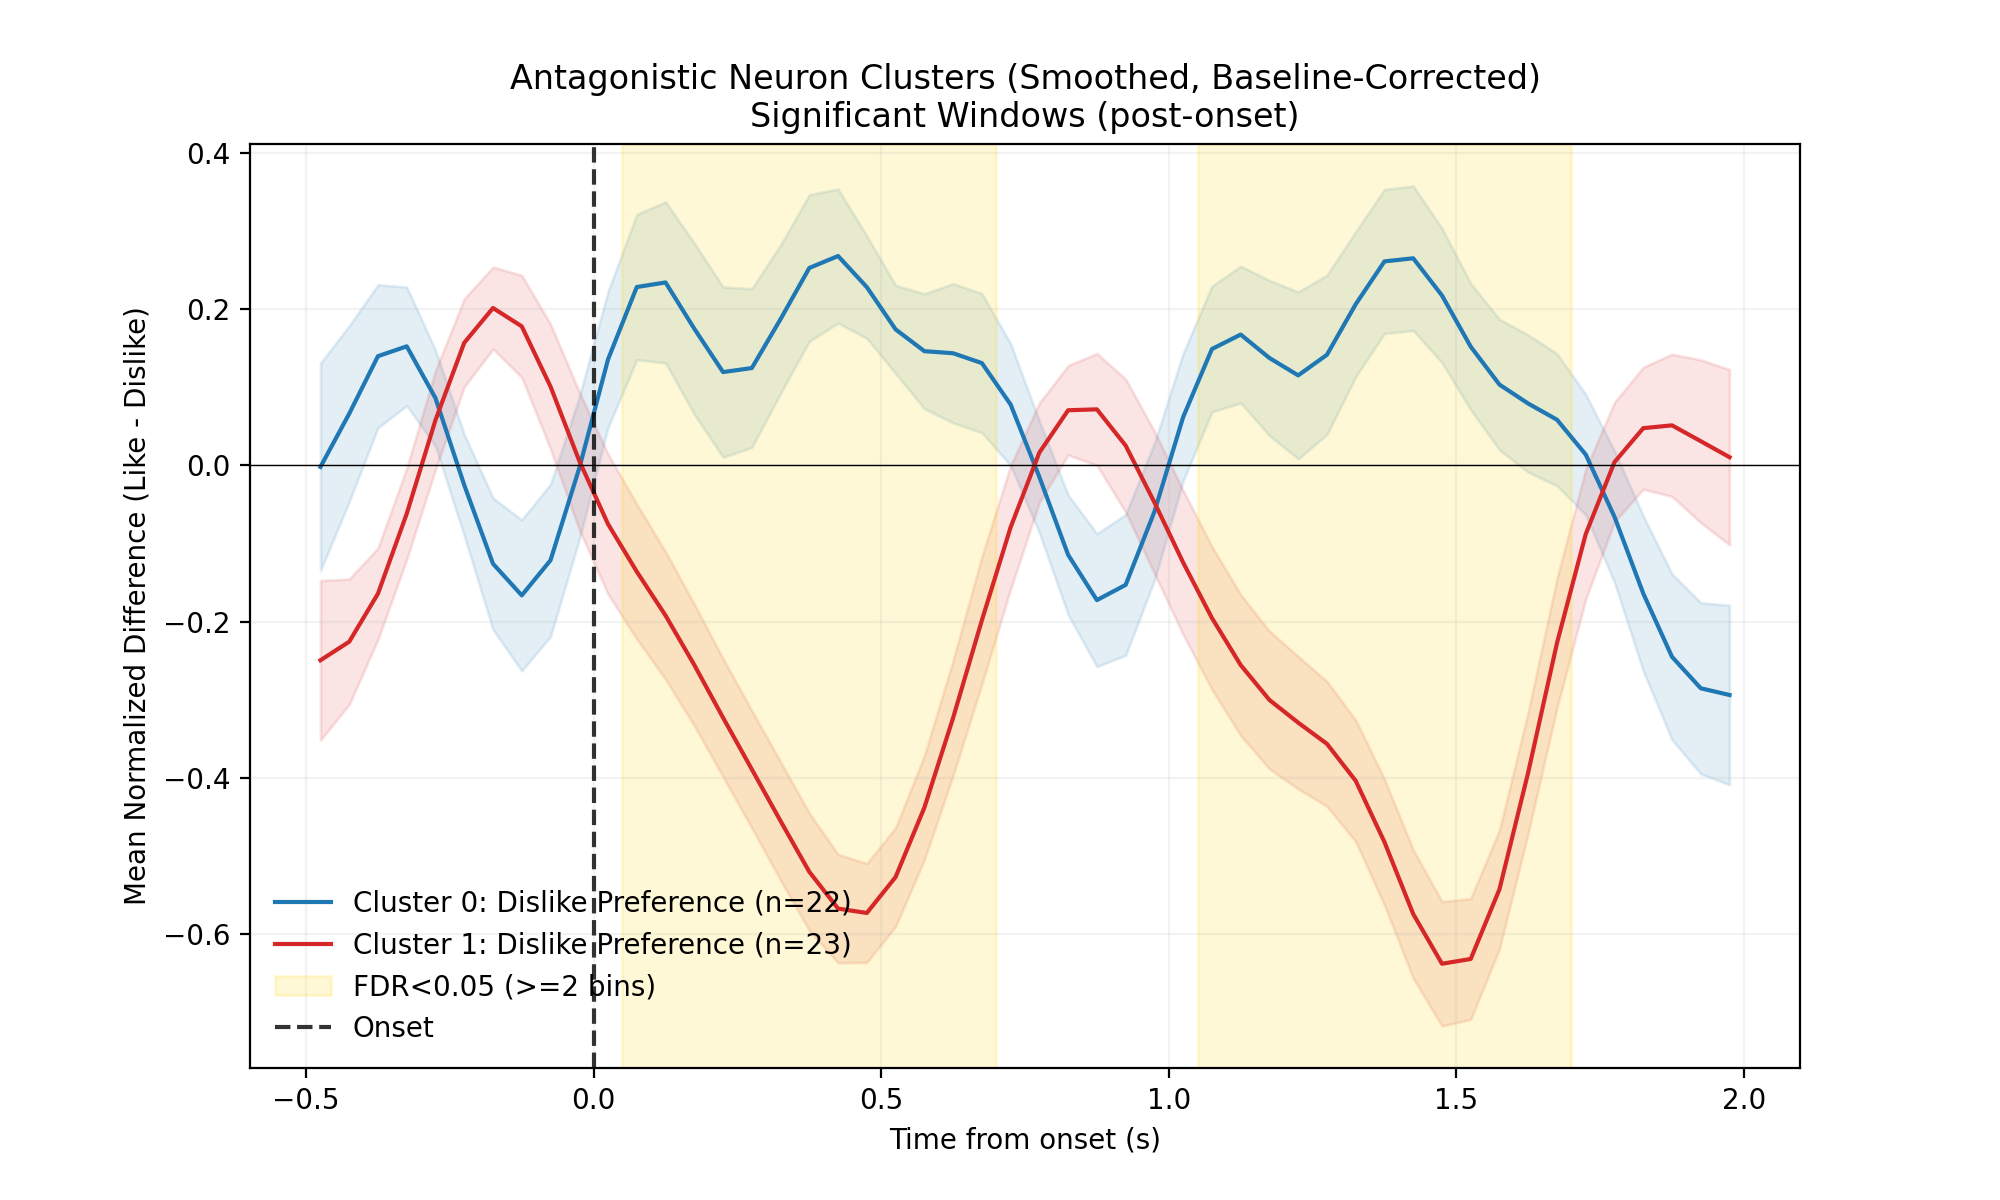 Antagonistic Neuron Clusters (Smoothed, Baseline-Corrected)
Significant Windows (post-onset)
Mean Normalized Difference (Like - Dislike)
0.4
0.2
0.0
−0.2
−0.4
−0.6
Cluster 0: Dislike Preference (n=22)
Cluster 1: Dislike Preference (n=23)
FDR<0.05 (>=2 bins)
Onset
−0.5
0.0
0.5
1.0
1.5
2.0
Time from onset (s)